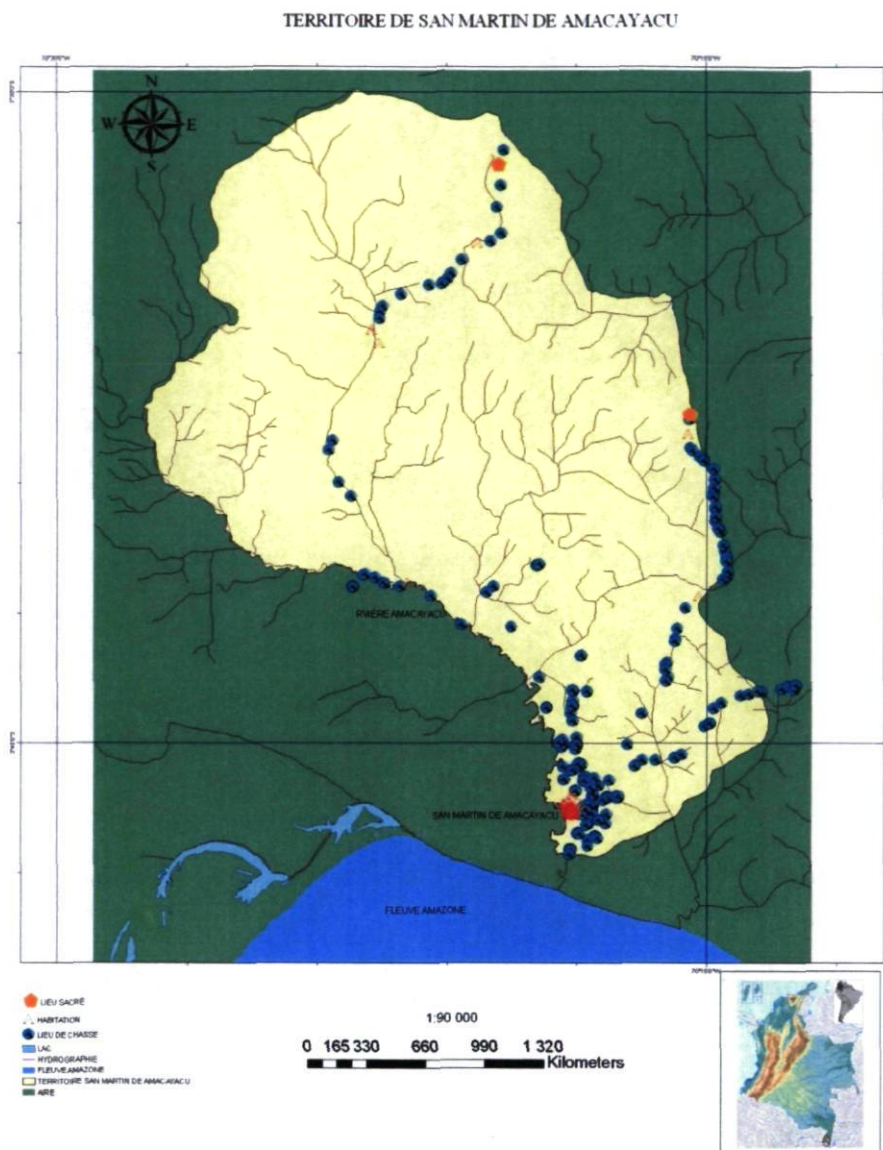 TERRITOIRE DE SAN MARTIN DE AMACAYACU
N
W E
S
RIVIÈRE AMACAYACU
SAN MARTIN DE AMACAYACU
FLEUVE AMAZONE
LIEU SACRÉ
HABITATION
LIEU DE CHASSE
LAC
HYDROGRAPHIE
FLEUVE AMAZONE
TERRITOIRE SAN MARTIN DE AMACAYACU
AIRE
1:90 000
0 165 330 660 990 1 320
Kilometers